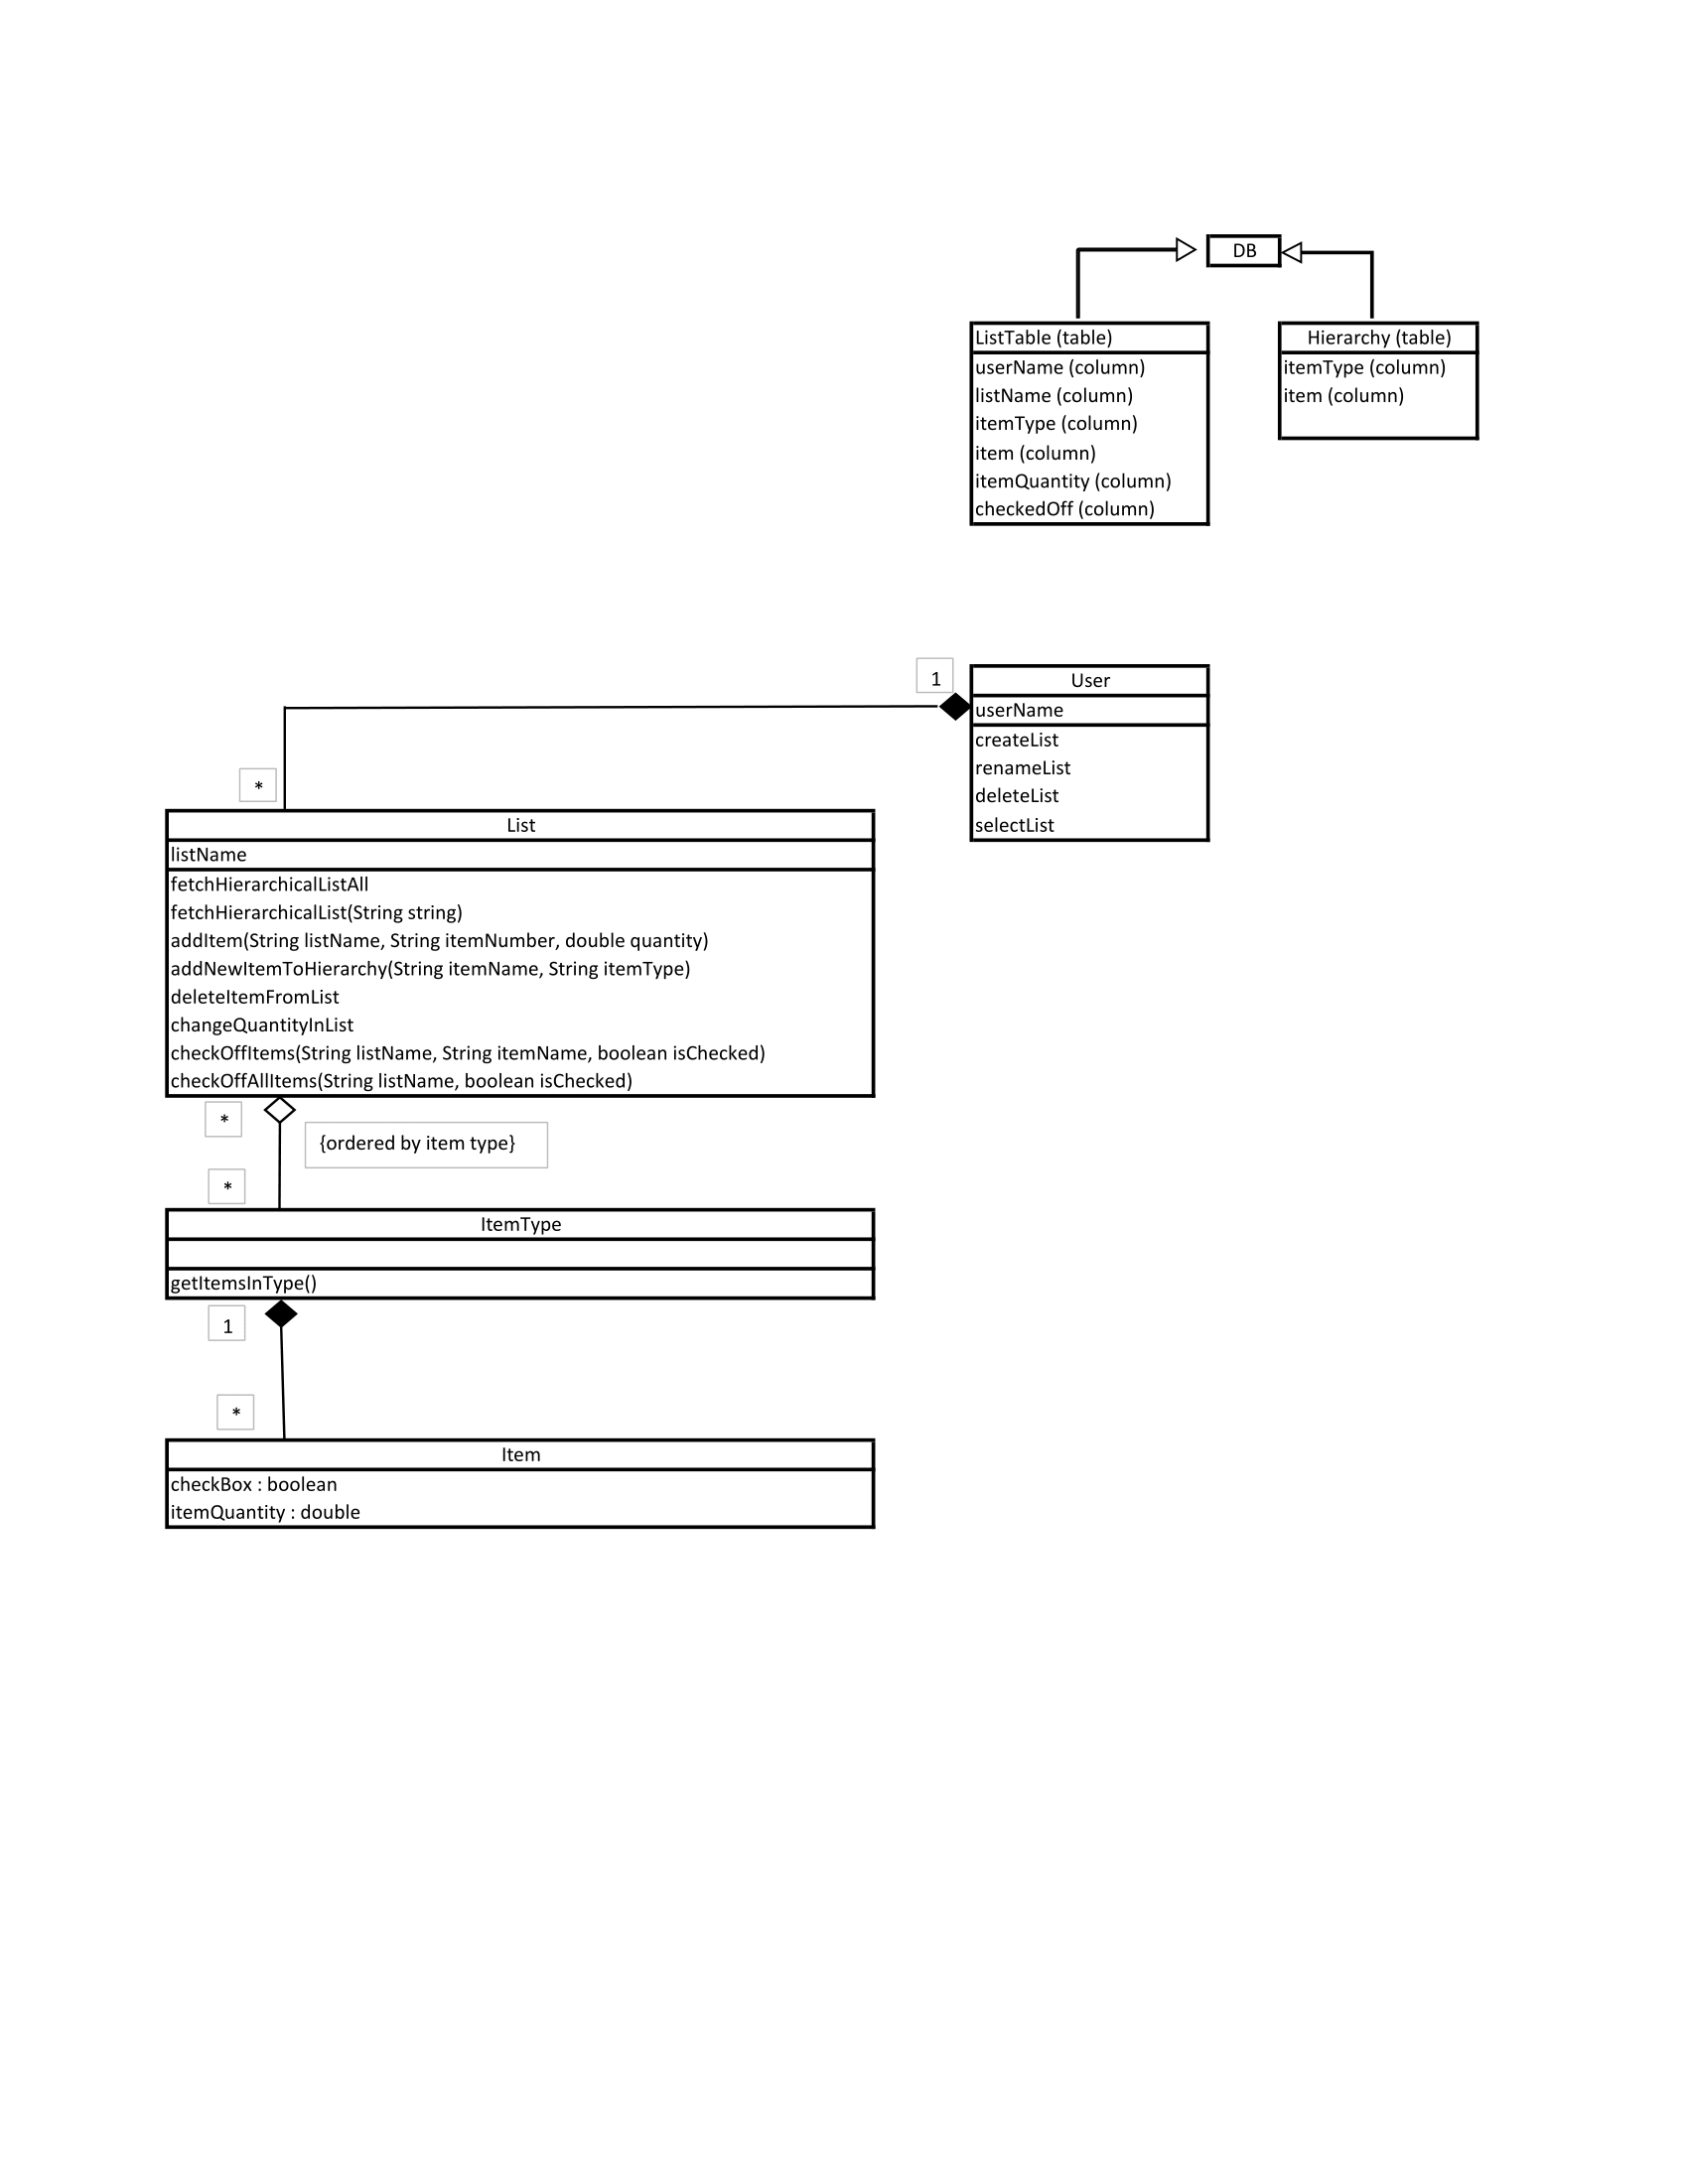 DB
ListTable (table)
userName (column)
listName (column)
itemType (column)
item (column)
itemQuantity (column)
checkedOff (column)
Hierarchy (table)
itemType (column)
item (column)
1
User
userName
createList
renameList
deleteList
selectList
*
List
listName
fetchHierarchicalListAll
fetchHierarchicalList(String string)
addItem(String listName, String itemNumber, double quantity)
addNewItemToHierarchy(String itemName, String itemType)
deleteItemFromList
changeQuantityInList
checkOffItems(String listName, String itemName, boolean isChecked)
checkOffAllItems(String listName, boolean isChecked)
*
{ordered by item type}
*
ItemType
getItemsInType()
1
*
Item
checkBox : boolean
itemQuantity : double